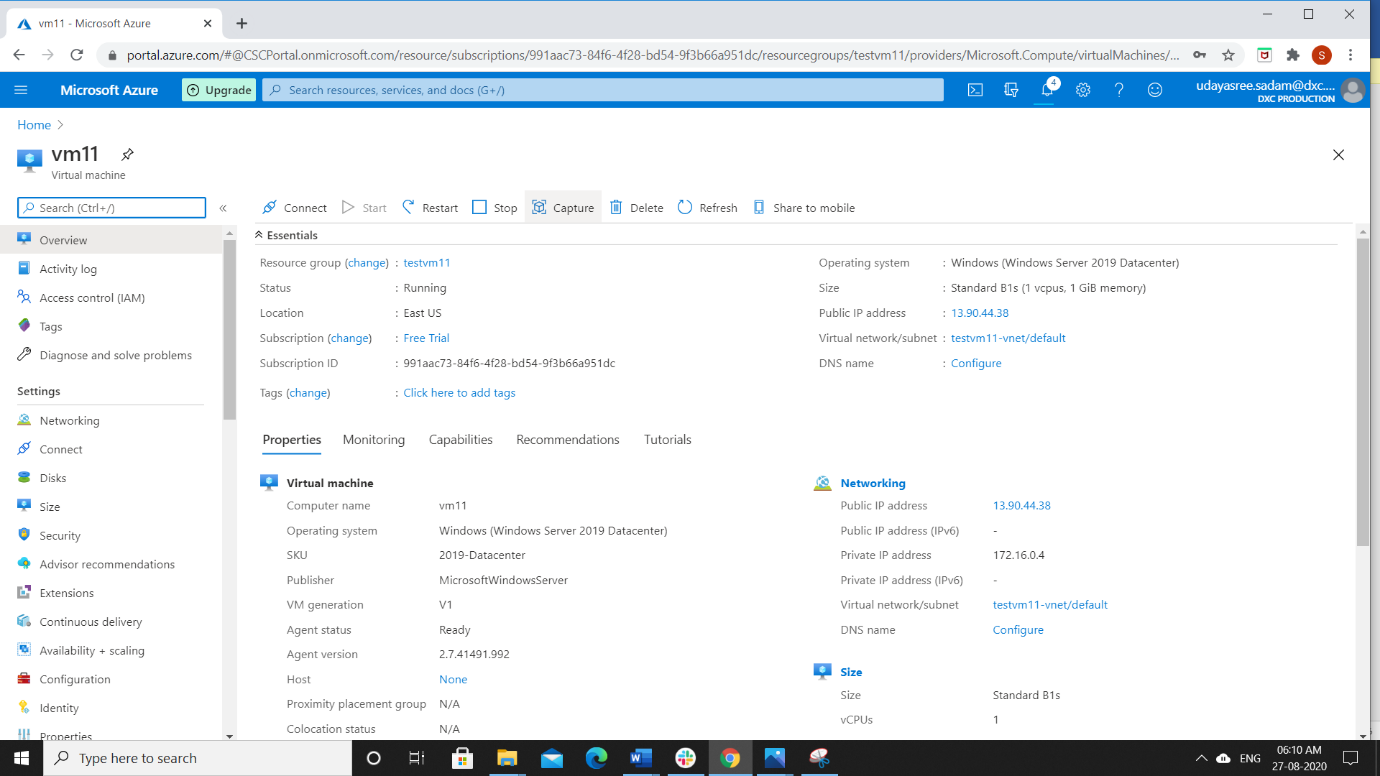 vm11 - Microsoft Azure
portal.azure.com/#@CSCPortal.onmicrosoft.com/resource/subscriptions/991aac73-84f6-4f28-bd54-9f3b66a951dc/resourcegroups/testvm11/providers/Microsoft.Compute/virtualMachines/...
S
Microsoft Azure
Upgrade
Search resources, services, and docs (G+/)
4
udayasree.sadam@dxc....
DXC PRODUCTION
Home
vm11
Virtual machine
Search (Ctrl+/)
Connect Start Restart Stop Capture Delete Refresh Share to mobile
Overview
Activity log
Access control (IAM)
Tags
Diagnose and solve problems
Settings
Networking
Connect
Disks
Size
Security
Advisor recommendations
Extensions
Continuous delivery
Availability + scaling
Configuration
Identity
Properties
Essentials
Resource group (change) : testvm11
Status : Running
Location : East US
Subscription (change) : Free Trial
Subscription ID : 991aac73-84f6-4f28-bd54-9f3b66a951dc
Tags (change) : Click here to add tags
Operating system : Windows (Windows Server 2019 Datacenter)
Size : Standard B1s (1 vcpus, 1 GiB memory)
Public IP address : 13.90.44.38
Virtual network/subnet : testvm11-vnet/default
DNS name : Configure
Properties Monitoring Capabilities Recommendations Tutorials
Virtual machine
Computer name vm11
Operating system Windows (Windows Server 2019 Datacenter)
SKU 2019-Datacenter
Publisher MicrosoftWindowsServer
VM generation V1
Agent status Ready
Agent version 2.7.41491.992
Host None
Proximity placement group N/A
Colocation status N/A
Networking
Public IP address 13.90.44.38
Public IP address (IPv6) -
Private IP address 172.16.0.4
Private IP address (IPv6) -
Virtual network/subnet testvm11-vnet/default
DNS name Configure
Size
Size Standard B1s
vCPUs 1
Type here to search
ENG
06:10 AM
27-08-2020